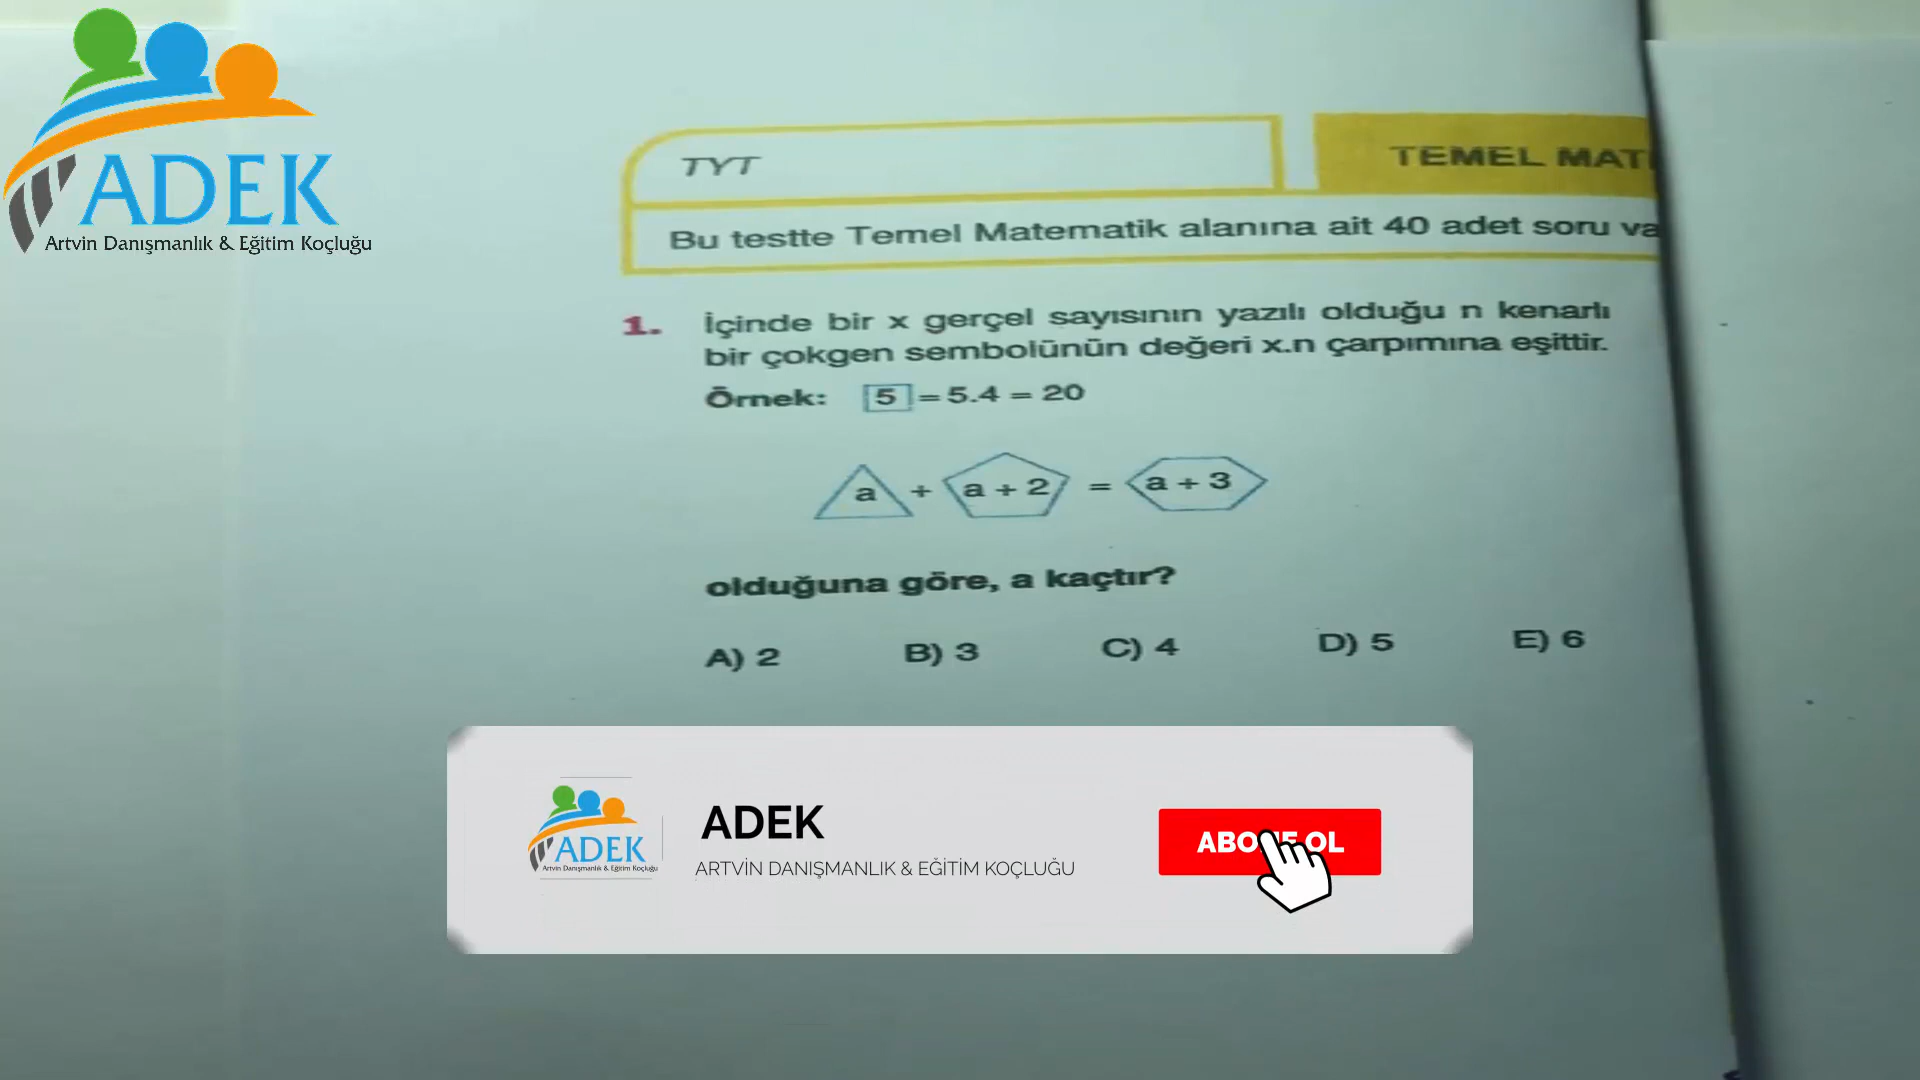 ADEK
Artvin Danışmanlık & Eğitim Koçluğu
TYT
TEMEL MAT
Bu testte Temel Matematik alanına ait 40 adet soru va
1. İçinde bir x gerçel sayısının yazılı olduğu n kenarlı
bir çokgen sembolünün değeri x.n çarpımına eşittir.
Örnek: 5 = 5.4 = 20
a + a + 2 = a + 3
olduğuna göre, a kaçtır?
A) 2 B) 3 C) 4 D) 5 E) 6
ADEK
Artvin Danışmanlık & Eğitim Koçluğu
ADEK
ARTVİN DANIŞMANLIK & EĞİTİM KOÇLUĞU
ABONE OL